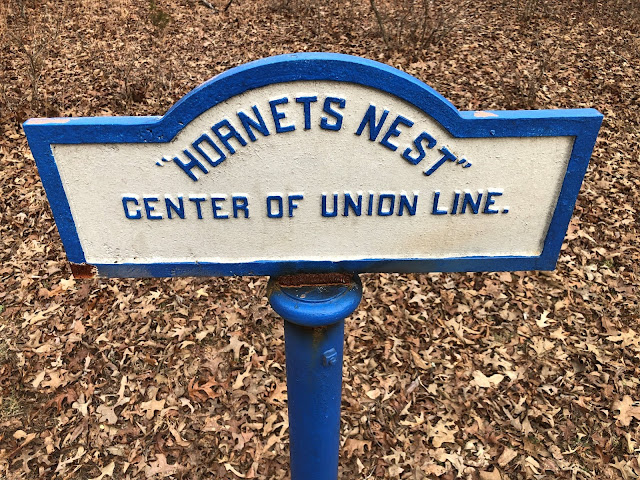 "HORNETS NEST"
CENTER OF UNION LINE.